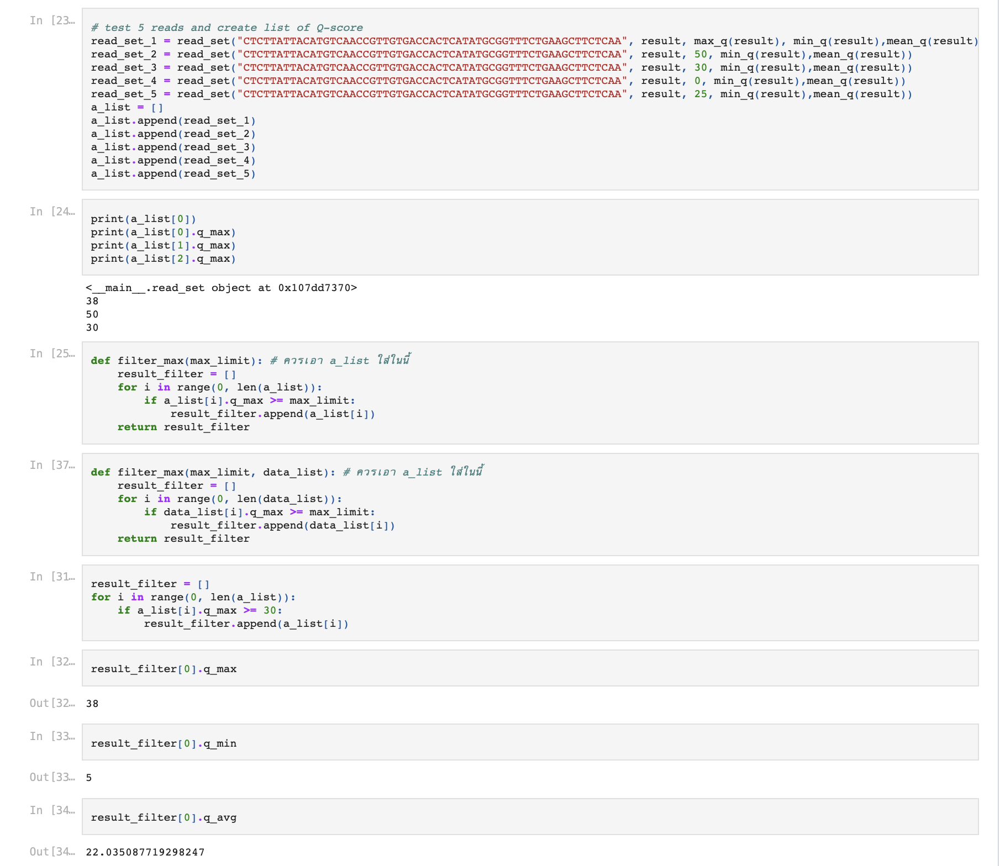 In [23…
# test 5 reads and create list of Q-score
read_set_1 = read_set("CTCTTATTACATGTCAACCGTTGTGACCACTCATATGCGGTTTCTGAAGCTTCTCAA", result, max_q(result), min_q(result),mean_q(result)
read_set_2 = read_set("CTCTTATTACATGTCAACCGTTGTGACCACTCATATGCGGTTTCTGAAGCTTCTCAA", result, 50, min_q(result),mean_q(result))
read_set_3 = read_set("CTCTTATTACATGTCAACCGTTGTGACCACTCATATGCGGTTTCTGAAGCTTCTCAA", result, 30, min_q(result),mean_q(result))
read_set_4 = read_set("CTCTTATTACATGTCAACCGTTGTGACCACTCATATGCGGTTTCTGAAGCTTCTCAA", result, 0, min_q(result),mean_q(result))
read_set_5 = read_set("CTCTTATTACATGTCAACCGTTGTGACCACTCATATGCGGTTTCTGAAGCTTCTCAA", result, 25, min_q(result),mean_q(result))
a_list = []
a_list.append(read_set_1)
a_list.append(read_set_2)
a_list.append(read_set_3)
a_list.append(read_set_4)
a_list.append(read_set_5)
In [24…
print(a_list[0])
print(a_list[0].q_max)
print(a_list[1].q_max)
print(a_list[2].q_max)
<__main__.read_set object at 0x107dd7370>
38
50
30
In [25…
def filter_max(max_limit): # ควรเอา a_list ใส่ในนี้
    result_filter = []
    for i in range(0, len(a_list)):
        if a_list[i].q_max >= max_limit:
            result_filter.append(a_list[i])
    return result_filter
In [37…
def filter_max(max_limit, data_list): # ควรเอา a_list ใส่ในนี้
    result_filter = []
    for i in range(0, len(data_list)):
        if data_list[i].q_max >= max_limit:
            result_filter.append(data_list[i])
    return result_filter
In [31…
result_filter = []
for i in range(0, len(a_list)):
    if a_list[i].q_max >= 30:
        result_filter.append(a_list[i])
In [32…
result_filter[0].q_max
Out[32…
38
In [33…
result_filter[0].q_min
Out[33…
5
In [34…
result_filter[0].q_avg
Out[34…
22.035087719298247